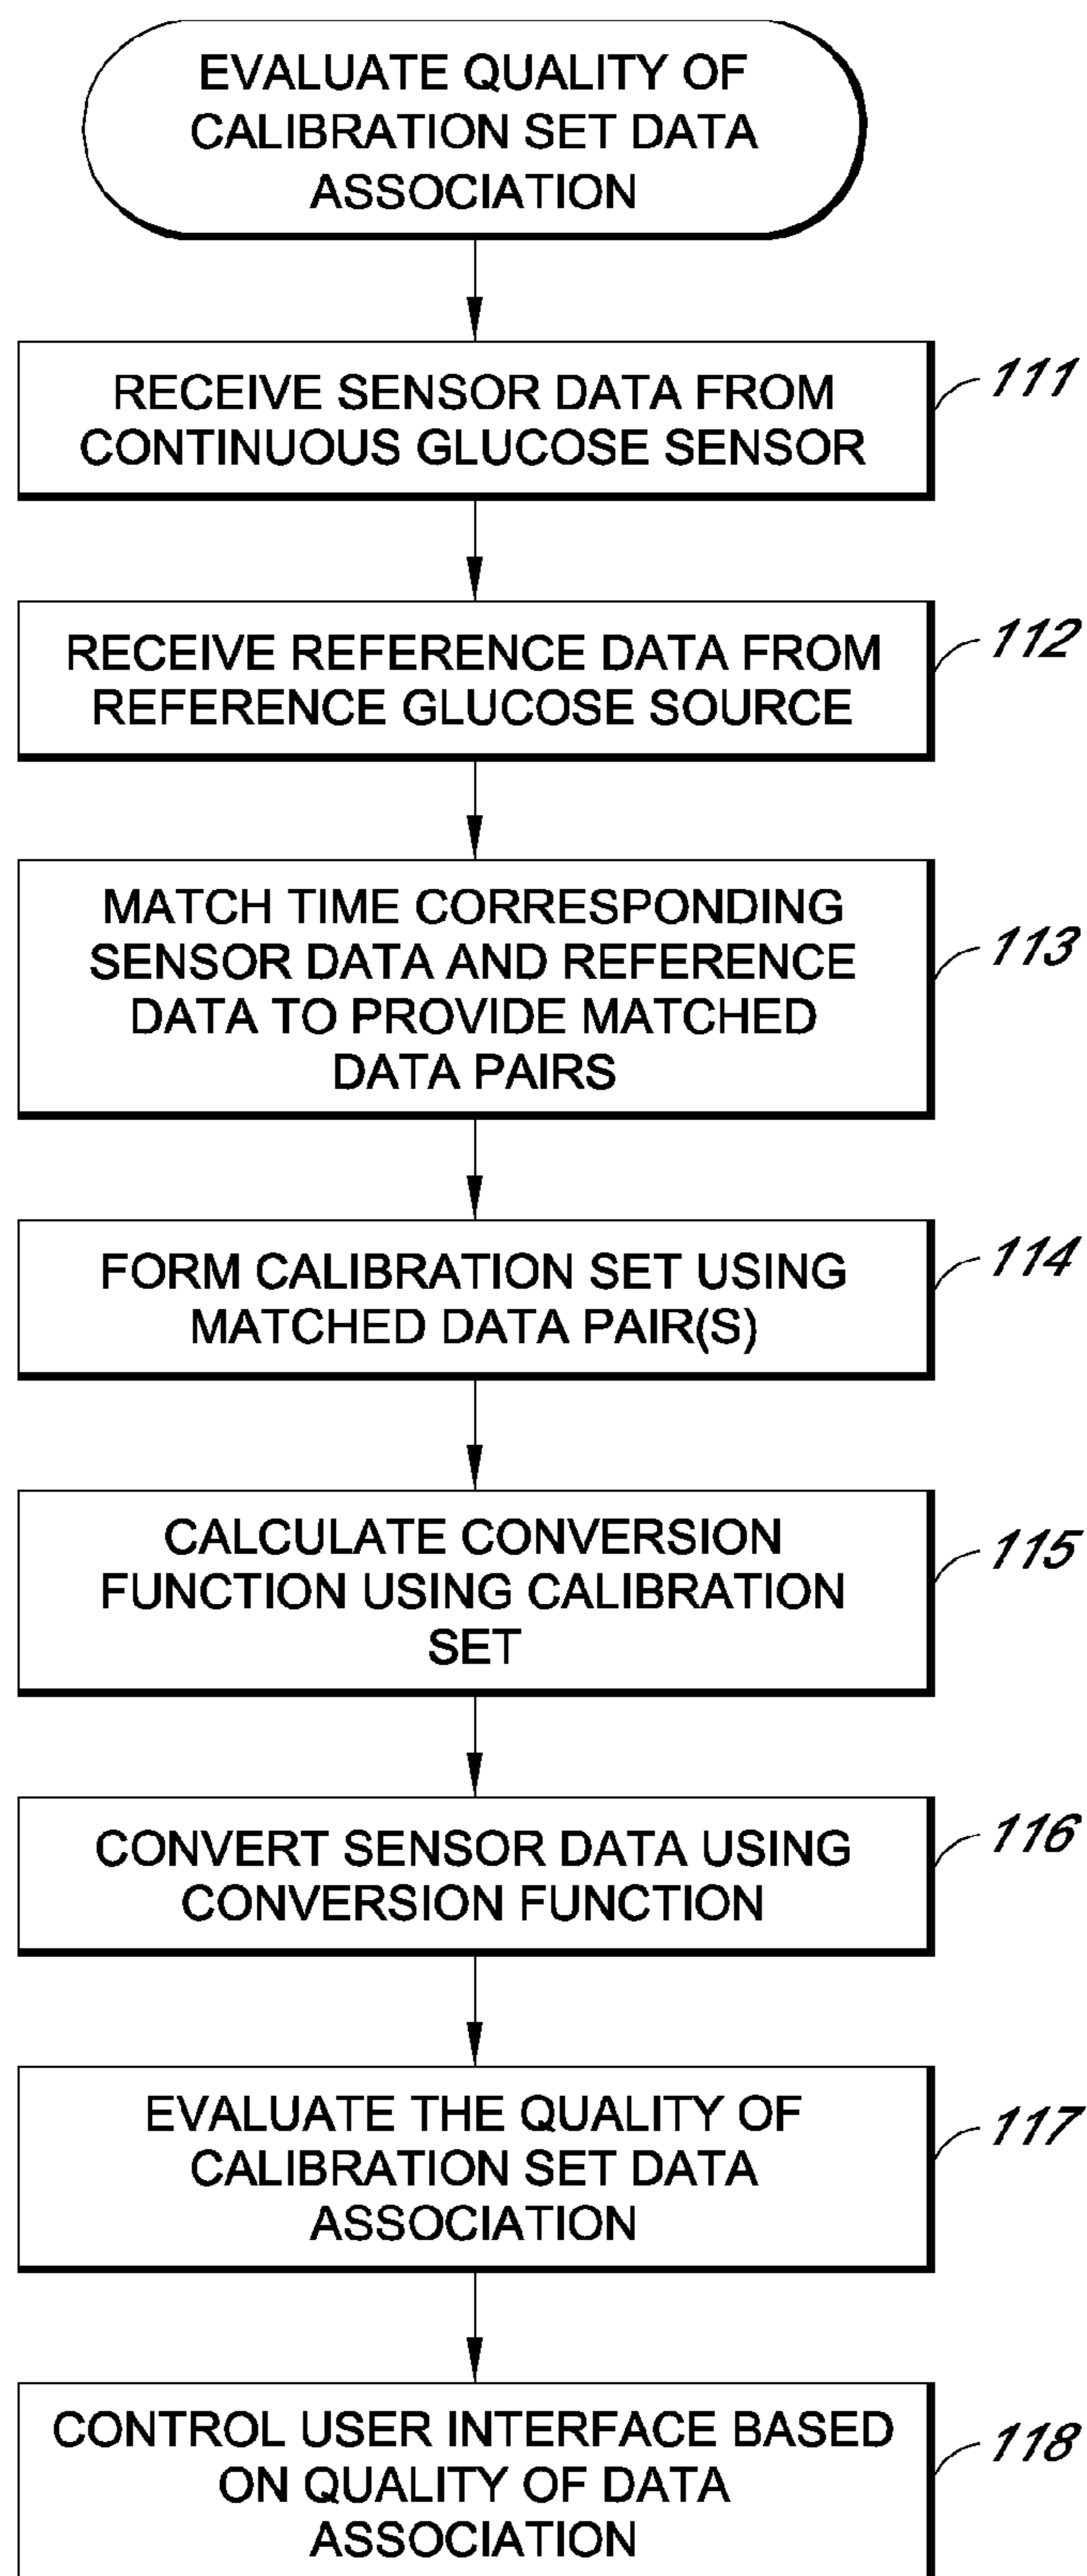 EVALUATE QUALITY OF
CALIBRATION SET DATA
ASSOCIATION
RECEIVE SENSOR DATA FROM
CONTINUOUS GLUCOSE SENSOR
111
RECEIVE REFERENCE DATA FROM
REFERENCE GLUCOSE SOURCE
112
MATCH TIME CORRESPONDING
SENSOR DATA AND REFERENCE
DATA TO PROVIDE MATCHED
DATA PAIRS
113
FORM CALIBRATION SET USING
MATCHED DATA PAIR(S)
114
CALCULATE CONVERSION
FUNCTION USING CALIBRATION
SET
115
CONVERT SENSOR DATA USING
CONVERSION FUNCTION
116
EVALUATE THE QUALITY OF
CALIBRATION SET DATA
ASSOCIATION
117
CONTROL USER INTERFACE BASED
ON QUALITY OF DATA
ASSOCIATION
118